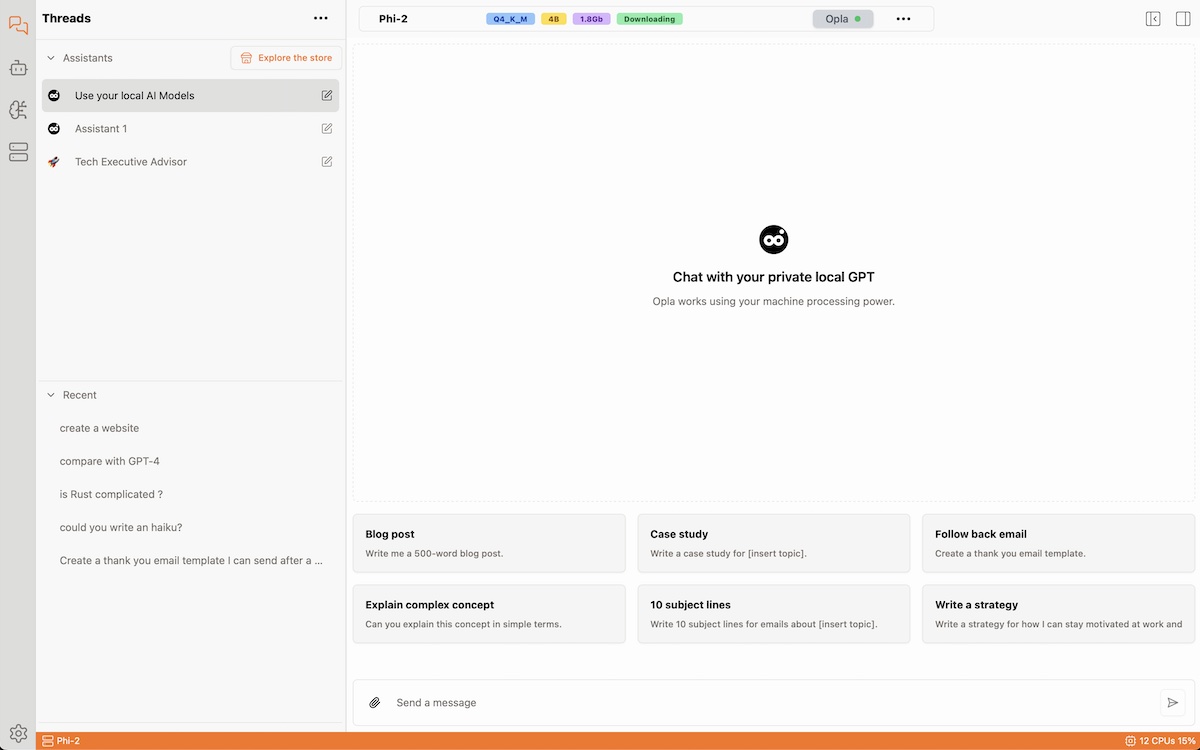 Threads
Assistants
Explore the store
Use your local AI Models
Assistant 1
Tech Executive Advisor
Recent
create a website
compare with GPT-4
is Rust complicated ?
could you write an haiku?
Create a thank you email template I can send after a ...
Phi-2 Q4_K_M 4B 1.8Gb Downloading Opla
Chat with your private local GPT
Opla works using your machine processing power.
Blog post
Write me a 500-word blog post.
Case study
Write a case study for [insert topic].
Follow back email
Create a thank you email template.
Explain complex concept
Can you explain this concept in simple terms.
10 subject lines
Write 10 subject lines for emails about [insert topic].
Write a strategy
Write a strategy for how I can stay motivated at work and
Send a message
Phi-2
12 CPUs 15%